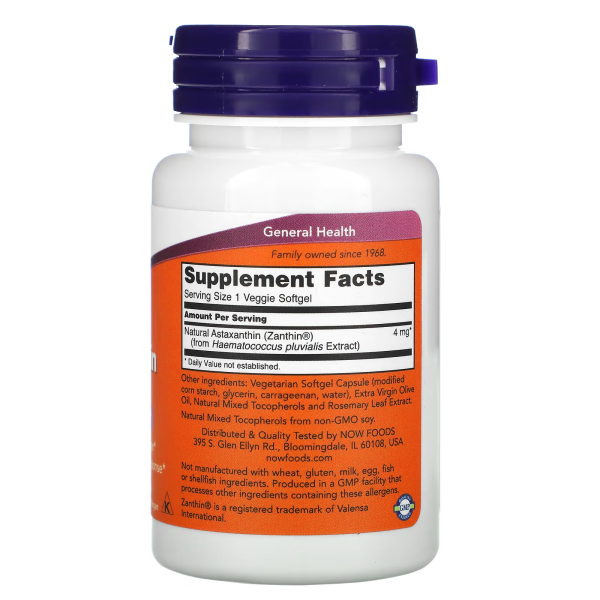 General Health
Family owned since 1968.
Supplement Facts
Serving Size 1 Veggie Softgel
Amount Per Serving
Natural Astaxanthin (Zanthin®) 4 mg*
(from Haematococcus pluvialis Extract)
* Daily Value not established.
Other ingredients: Vegetarian Softgel Capsule (modified
corn starch, glycerin, carrageenan, water), Extra Virgin Olive
Oil, Natural Mixed Tocopherols and Rosemary Leaf Extract.
Natural Mixed Tocopherols from non-GMO soy.
Distributed & Quality Tested by NOW FOODS
395 S. Glen Ellyn Rd., Bloomingdale, IL 60108, USA
nowfoods.com
Not manufactured with wheat, gluten, milk, egg, fish
or shellfish ingredients. Produced in a GMP facility that
processes other ingredients containing these allergens.
Zanthin® is a registered trademark of Valensa
International.